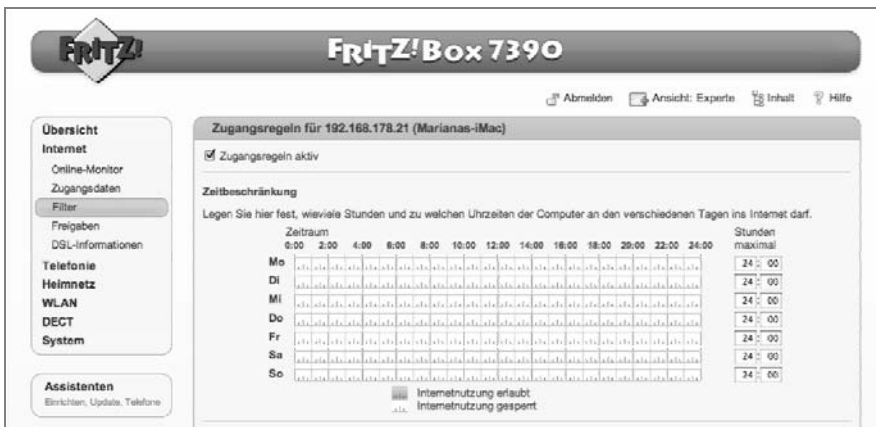 FRITZ!
FRITZ!Box 7390
Abmelden Ansicht: Experte Inhalt Hilfe
Übersicht
Internet
Online-Monitor
Zugangsdaten
Filter
Freigaben
DSL-Informationen
Telefonie
Heimnetz
WLAN
DECT
System
Assistenten
Einrichten, Update, Telefone
Zugangsregeln für 192.168.178.21 (Marianas-iMac)
Zugangsregeln aktiv
Zeitbeschränkung
Legen Sie hier fest, wieviele Stunden und zu welchen Uhrzeiten der Computer an den verschiedenen Tagen ins Internet darf.
Zeitraum Stunden
0:00 2:00 4:00 6:00 8:00 10:00 12:00 14:00 16:00 18:00 20:00 22:00 24:00 maximal
Mo 24 : 00
Di 24 : 00
Mi 24 : 00
Do 24 : 00
Fr 24 : 00
Sa 24 : 00
So 24 : 00
Internetnutzung erlaubt
Internetnutzung gesperrt